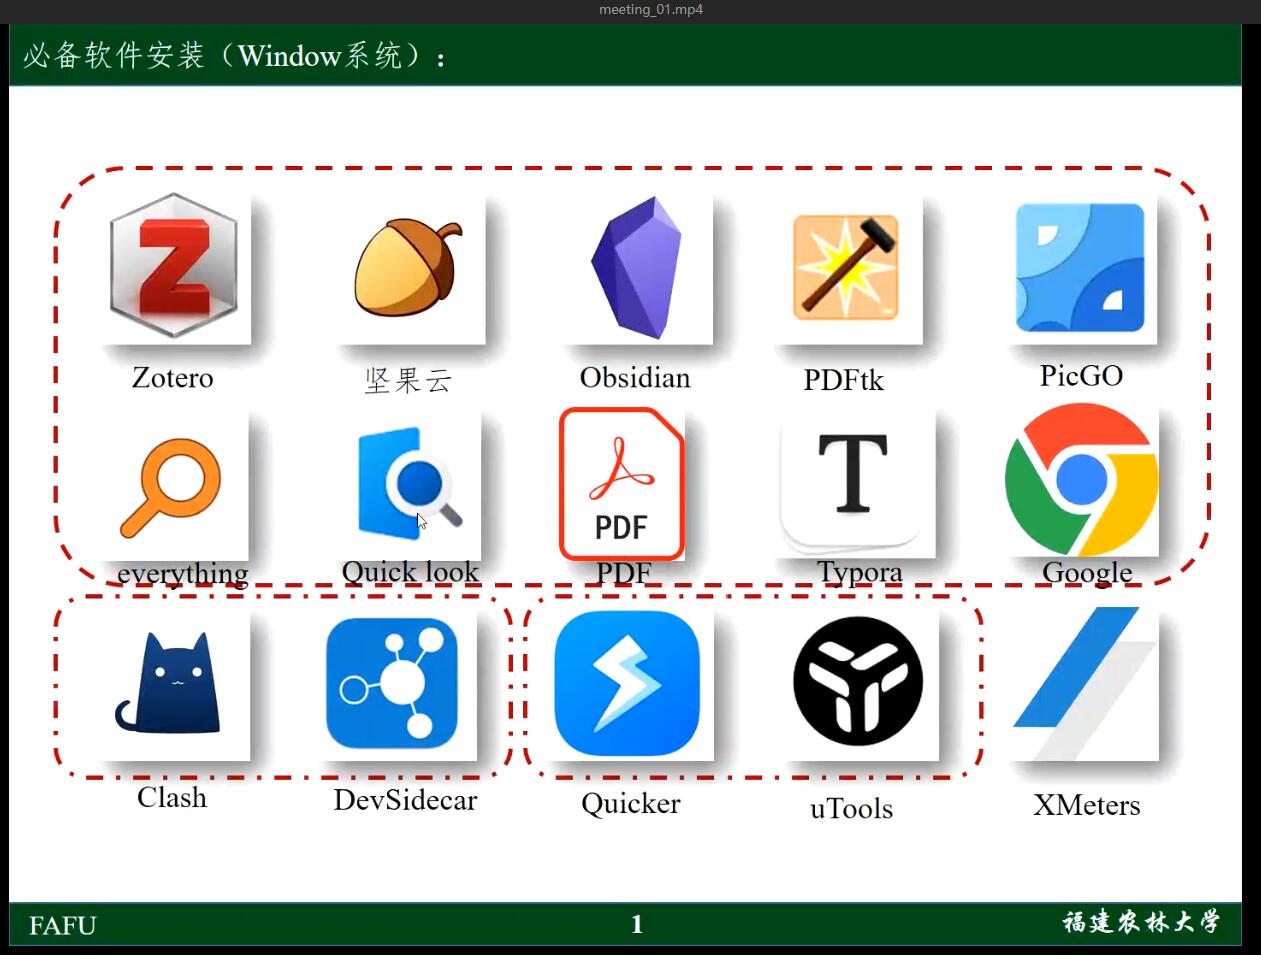 meeting_01.mp4
必备软件安装（Window系统）：
Zotero
坚果云
Obsidian
PDFtk
PicGO
PDF
everything
Quick look
PDF
Typora
Google
Clash
DevSidecar
Quicker
uTools
XMeters
FAFU
1
福建农林大学